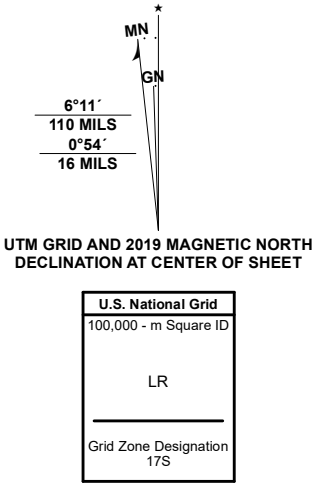 MN
GN
6°11´
110 MILS
0°54´
16 MILS
UTM GRID AND 2019 MAGNETIC NORTH
DECLINATION AT CENTER OF SHEET
U.S. National Grid
100,000 - m Square ID
LR
Grid Zone Designation
17S